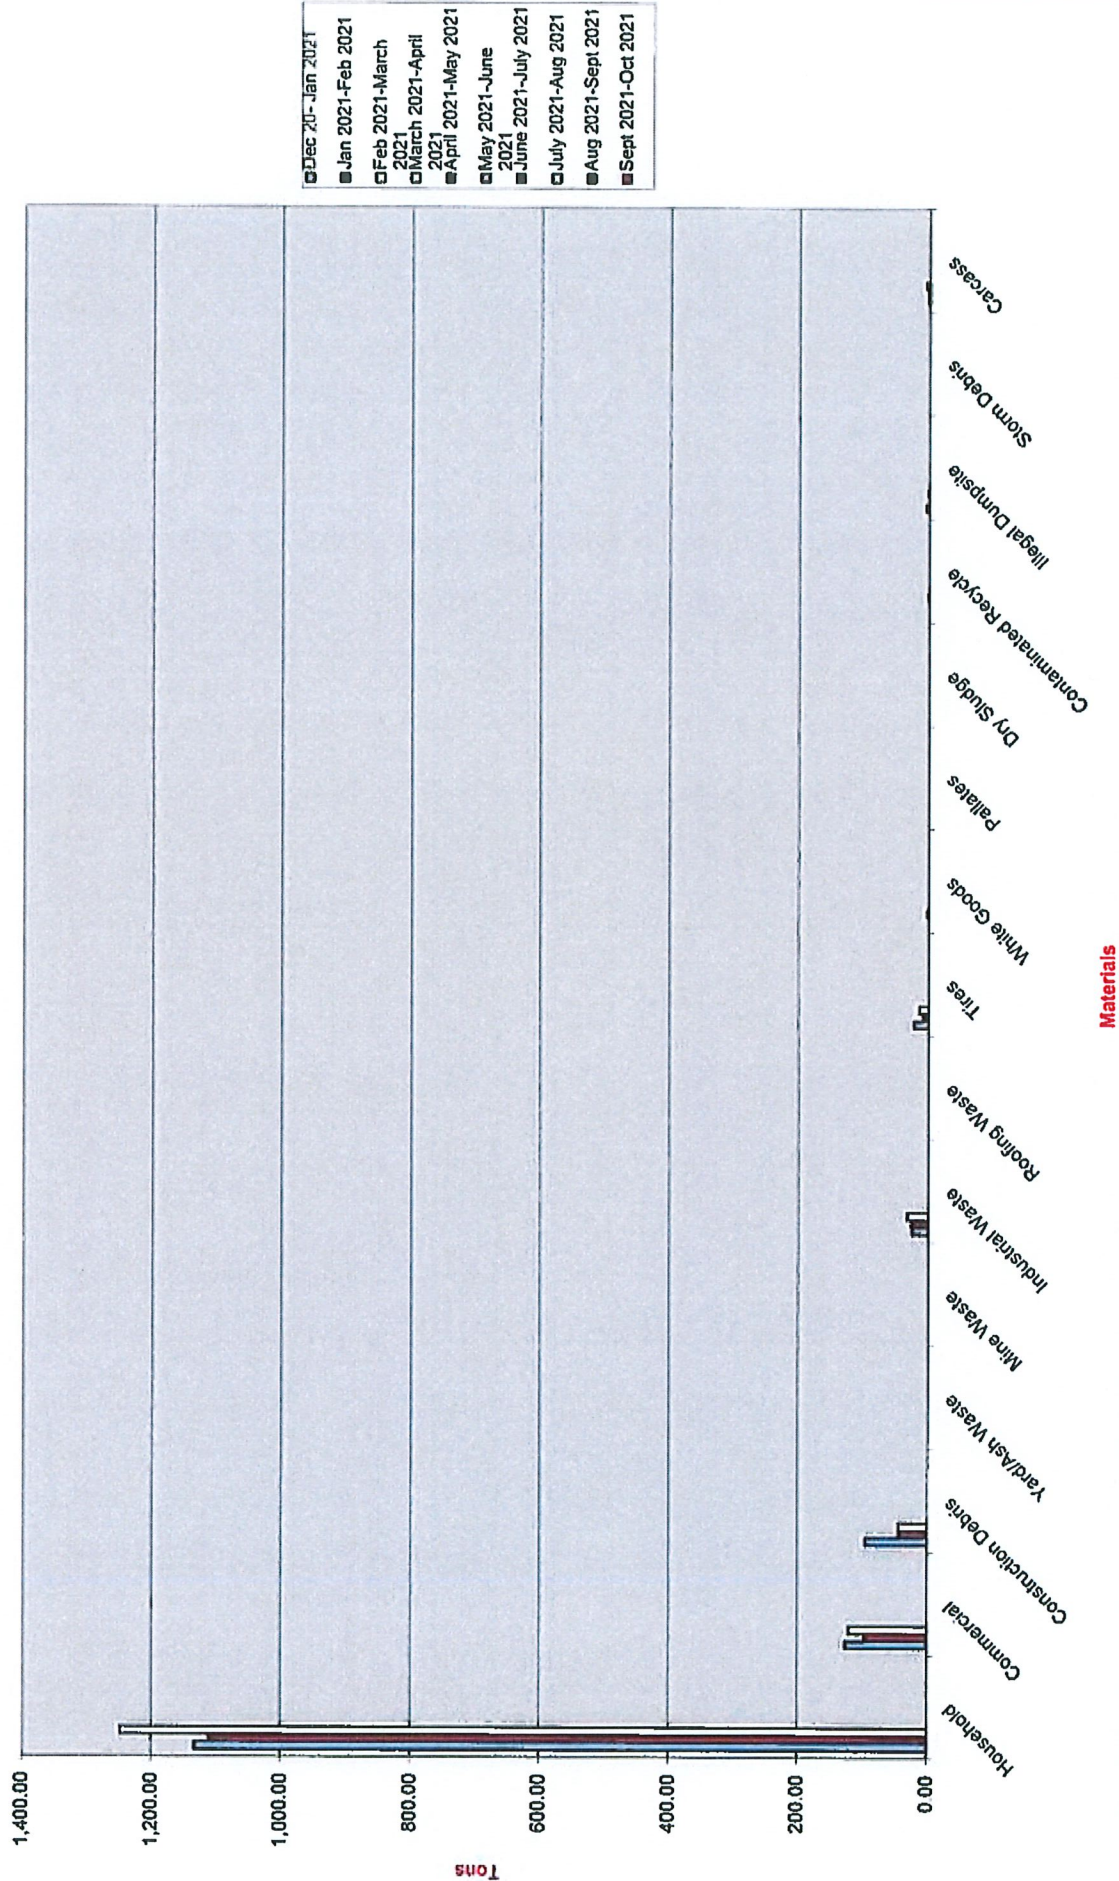 1,400.00
1,200.00
1,000.00
800.00
600.00
400.00
200.00
0.00
Tons
Household
Commercial
Construction Debris
Yard/Ash Waste
Mine Waste
Industrial Waste
Roofing Waste
Tires
White Goods
Pallates
Dry Sludge
Contaminated Recycle
Illegal Dumpsite
Storm Debris
Carcass
Materials
Dec 20- Jan 2021
Jan 2021-Feb 2021
Feb 2021-March
2021
March 2021-April
2021
April 2021-May 2021
May 2021-June
2021
June 2021-July 2021
July 2021-Aug 2021
Aug 2021-Sept 2021
Sept 2021-Oct 2021